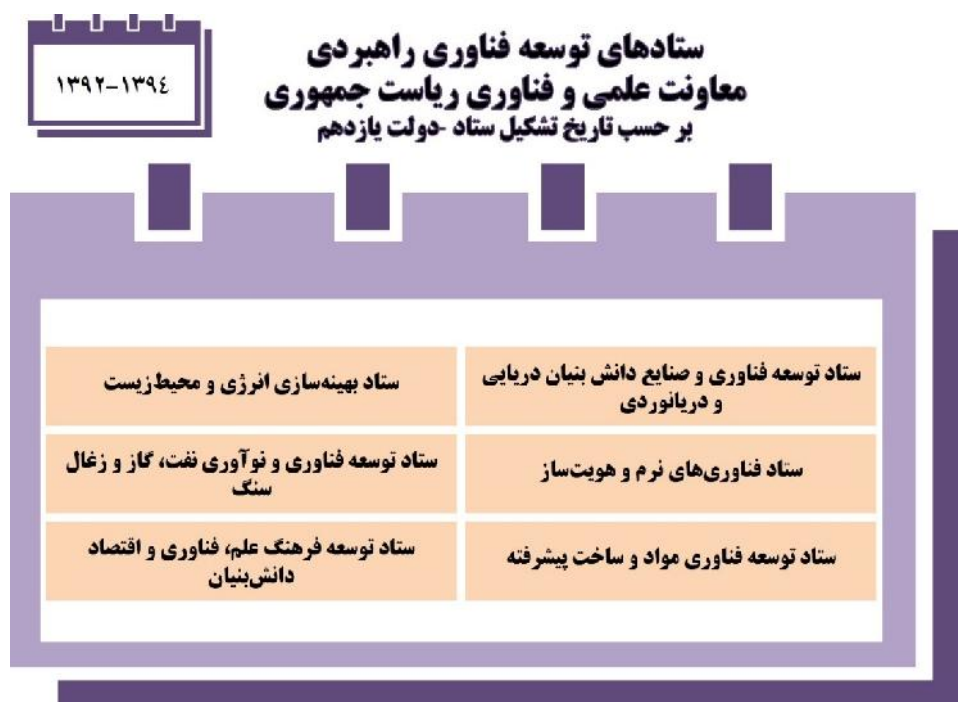 ستادهای توسعه فناوری راهبردی
معاونت علمی و فناوری ریاست جمهوری
بر حسب تاریخ تشکیل ستاد -دولت یازدهم
۱۳۹۲-۱۳۹٤
ستاد توسعه فناوری و صنایع دانش بنیان دریایی
و دریانوردی
ستاد بهینه‌سازی انرژی و محیط‌زیست
ستاد فناوری‌های نرم و هویت‌ساز
ستاد توسعه فناوری و نوآوری نفت، گاز و زغال
سنگ
ستاد توسعه فناوری مواد و ساخت پیشرفته
ستاد توسعه فرهنگ علم، فناوری و اقتصاد
دانش‌بنیان